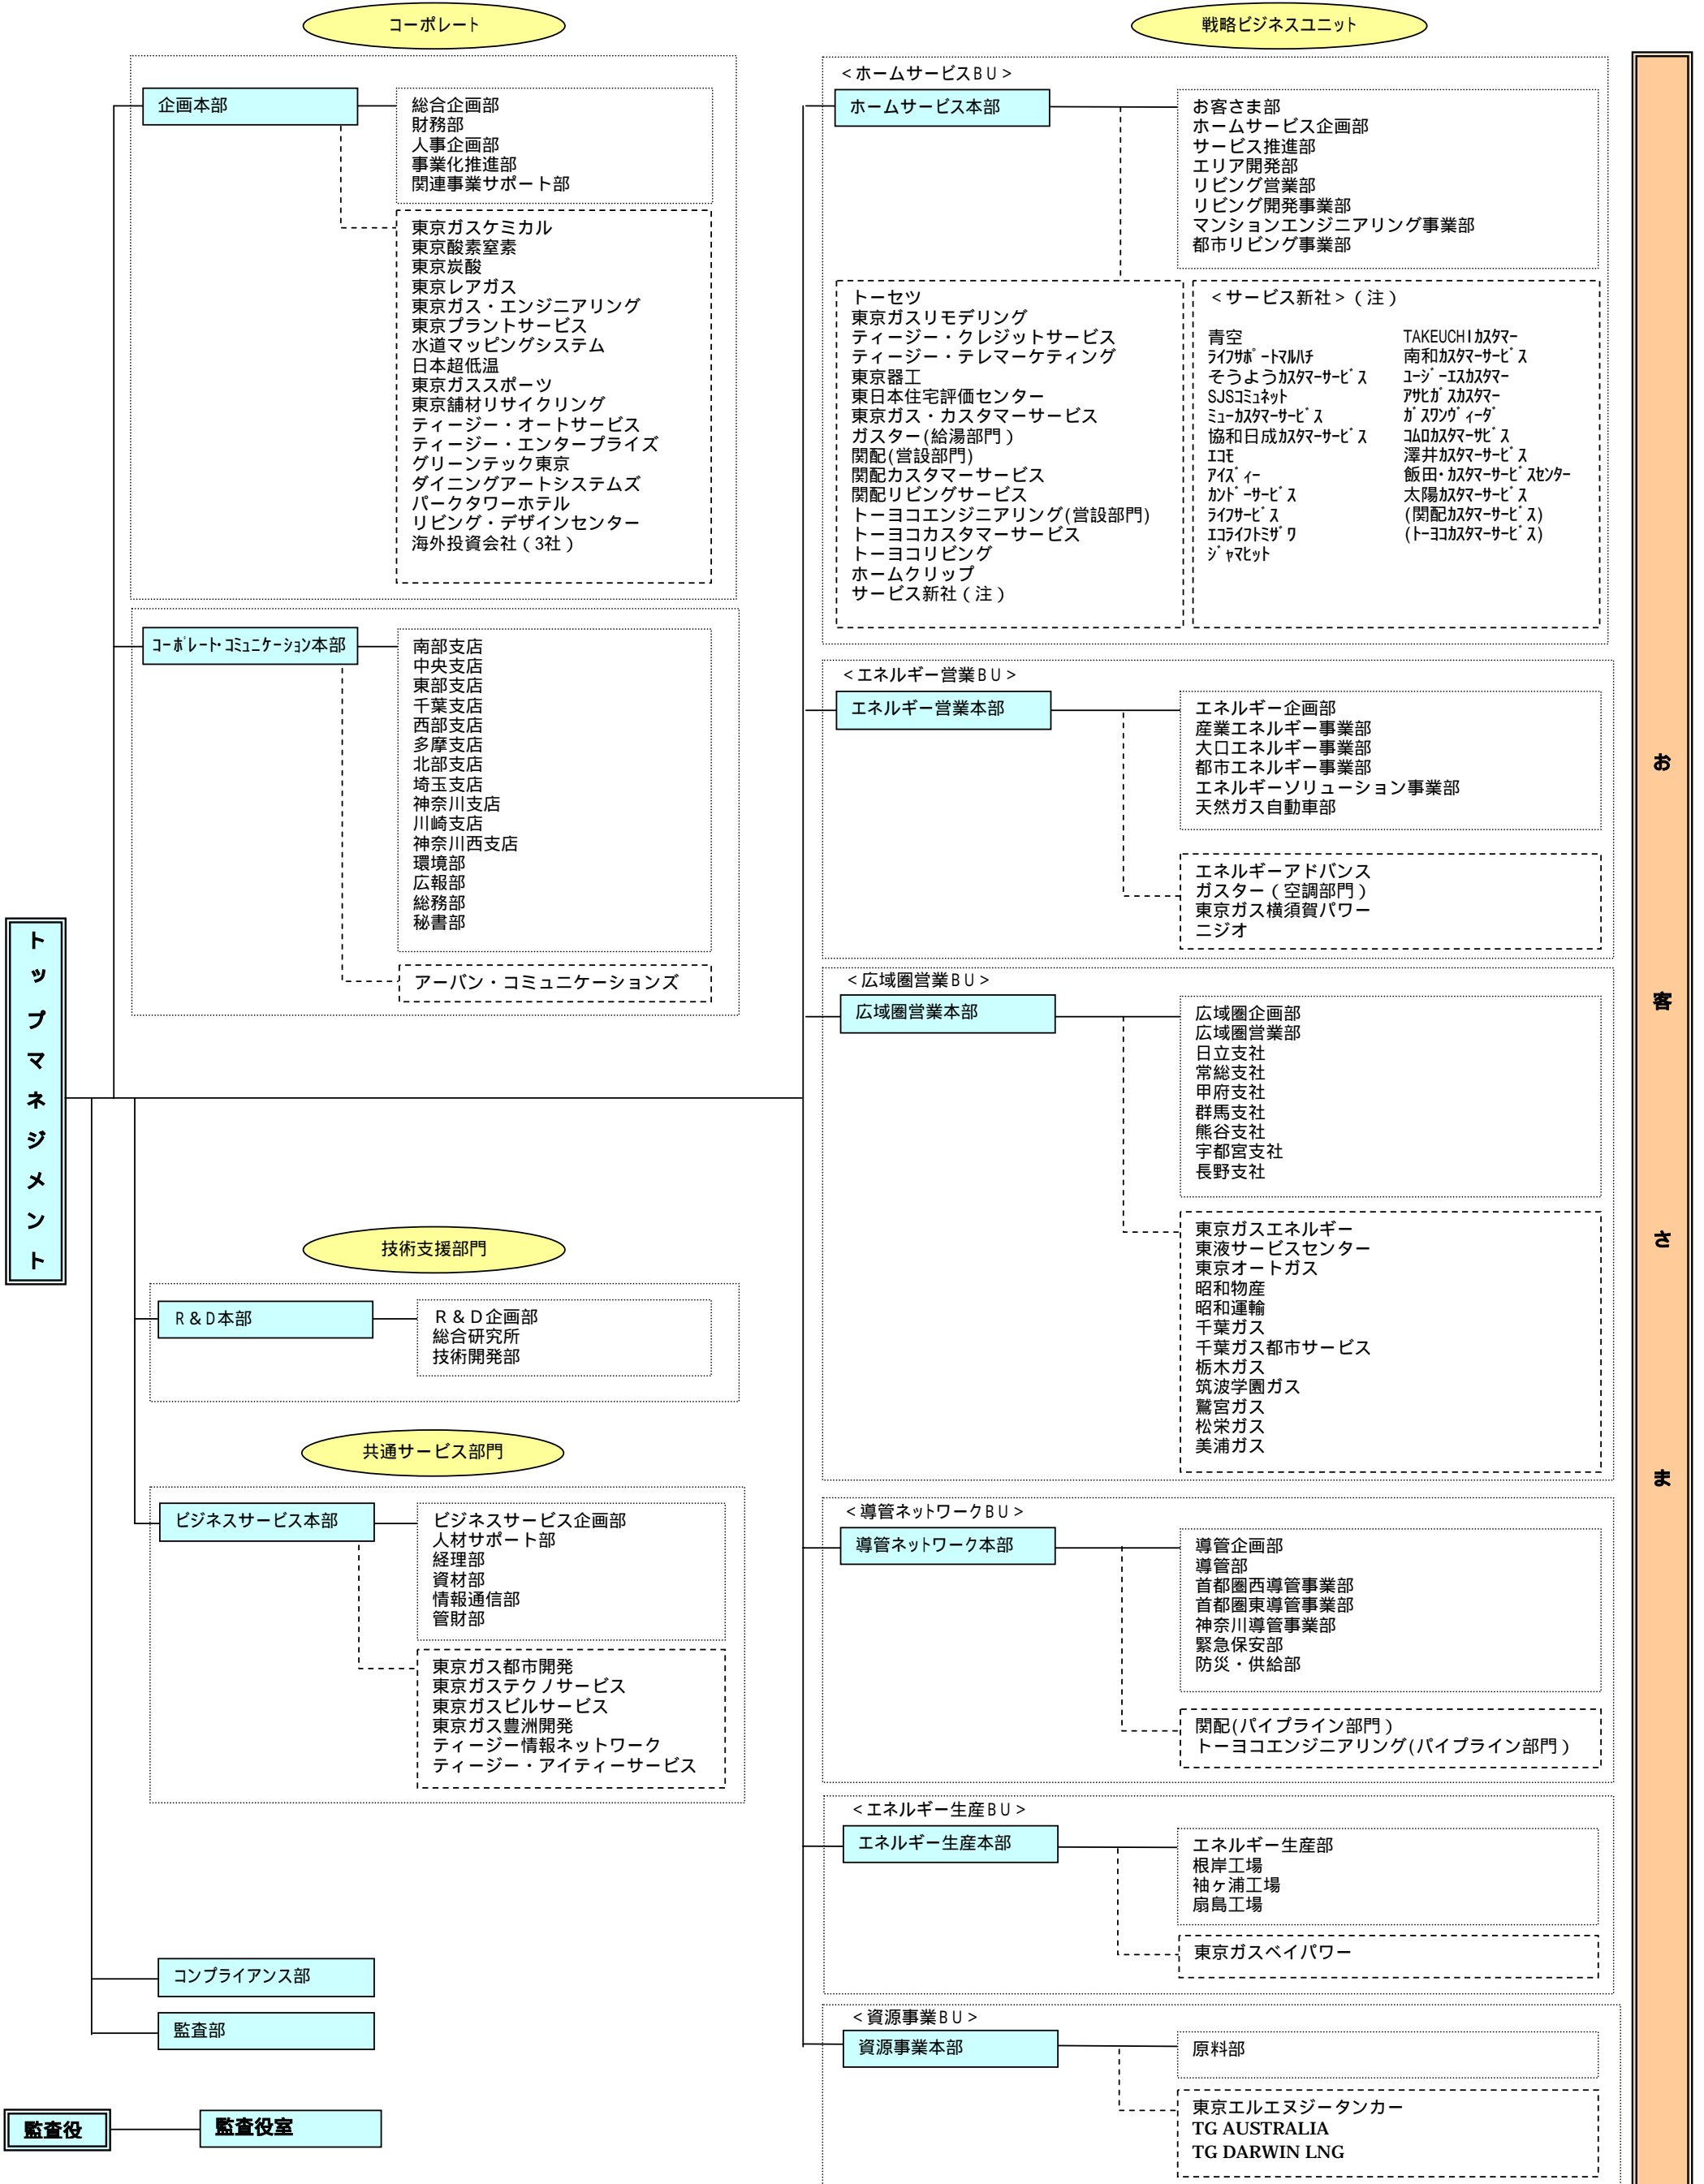 コーポレート
企画本部
総合企画部
財務部
人事企画部
事業化推進部
関連事業サポート部
東京ガスケミカル
東京酸素窒素
東京炭酸
東京レアガス
東京ガス・エンジニアリング
東京プラントサービス
水道マッピングシステム
日本超低温
東京ガススポーツ
東京舗材リサイクリング
ティージー・オートサービス
ティージー・エンタープライズ
グリーンテック東京
ダイニングアートシステムズ
パークタワーホテル
リビング・デザインセンター
海外投資会社（3社）
コーポレート・コミュニケーション本部
南部支店
中央支店
東部支店
千葉支店
西部支店
多摩支店
北部支店
埼玉支店
神奈川支店
川崎支店
神奈川西支店
環境部
広報部
総務部
秘書部
アーバン・コミュニケーションズ
トップマネジメント
技術支援部門
R＆D本部
R＆D企画部
総合研究所
技術開発部
共通サービス部門
ビジネスサービス本部
ビジネスサービス企画部
人材サポート部
経理部
資材部
情報通信部
管財部
東京ガス都市開発
東京ガステクノサービス
東京ガスビルサービス
東京ガス豊洲開発
ティージー情報ネットワーク
ティージー・アイティーサービス
コンプライアンス部
監査部
監査役
監査役室
戦略ビジネスユニット
<ホームサービスBU>
ホームサービス本部
お客さま部
ホームサービス企画部
サービス推進部
エリア開発部
リビング営業部
リビング開発事業部
マンションエンジニアリング事業部
都市リビング事業部
トーセツ
東京ガスリモデリング
ティージー・クレジットサービス
ティージー・テレマーケティング
東京器工
東日本住宅評価センター
東京ガス・カスタマーサービス
ガスター(給湯部門）
関配(営設部門)
関配カスタマーサービス
関配リビングサービス
トーヨコエンジニアリング(営設部門)
トーヨコカスタマーサービス
トーヨコリビング
ホームクリップ
サービス新社（注）
<サービス新社>（注）
青空
ﾗｲﾌｻﾎﾟｰﾄﾏﾙﾊﾁ
そうようｶｽﾀﾏｰｻｰﾋﾞｽ
SJSｺﾐｭﾈｯﾄ
ﾐｭｰｶｽﾀﾏｰｻｰﾋﾞｽ
協和日成ｶｽﾀﾏｰｻｰﾋﾞｽ
ｴｺﾓ
ｱｲｽﾞｨｰ
ｶﾝﾄﾞｰｻｰﾋﾞｽ
ﾗｲﾌｻｰﾋﾞｽ
ｴｺﾗｲﾌﾄﾐｻﾞﾜ
ｼﾞｬﾏﾋｯﾄ
TAKEUCHIｶｽﾀﾏｰ
南和ｶｽﾀﾏｰｻｰﾋﾞｽ
ﾕｰｼﾞｰｴｽｶｽﾀﾏｰ
ｱｻﾋｶﾞｽｶｽﾀﾏｰ
ｶﾞｽﾜﾝｳﾞｨｰﾀﾞ
ｺﾑﾛｶｽﾀﾏｰｻﾋﾞｽ
澤井ｶｽﾀﾏｰｻｰﾋﾞｽ
飯田・ｶｽﾀﾏｰｻｰﾋﾞｽｾﾝﾀｰ
太陽ｶｽﾀﾏｰｻｰﾋﾞｽ
(関配ｶｽﾀﾏｰｻｰﾋﾞｽ)
(ﾄｰﾖｺｶｽﾀﾏｰｻｰﾋﾞｽ)
<エネルギー営業BU>
エネルギー営業本部
エネルギー企画部
産業エネルギー事業部
大口エネルギー事業部
都市エネルギー事業部
エネルギーソリューション事業部
天然ガス自動車部
エネルギーアドバンス
ガスター（空調部門）
東京ガス横須賀パワー
ニジオ
<広域圏営業BU>
広域圏営業本部
広域圏企画部
広域圏営業部
日立支社
常総支社
甲府支社
群馬支社
熊谷支社
宇都宮支社
長野支社
東京ガスエネルギー
東液サービスセンター
東京オートガス
昭和物産
昭和運輸
千葉ガス
千葉ガス都市サービス
栃木ガス
筑波学園ガス
鷲宮ガス
松栄ガス
美浦ガス
<導管ネットワークBU>
導管ネットワーク本部
導管企画部
導管部
首都圏西導管事業部
首都圏東導管事業部
神奈川導管事業部
緊急保安部
防災・供給部
関配(パイプライン部門）
トーヨコエンジニアリング(パイプライン部門）
<エネルギー生産BU>
エネルギー生産本部
エネルギー生産部
根岸工場
袖ヶ浦工場
扇島工場
東京ガスベイパワー
<資源事業BU>
資源事業本部
原料部
東京エルエヌジータンカー
TG AUSTRALIA
TG DARWIN LNG
お客さま